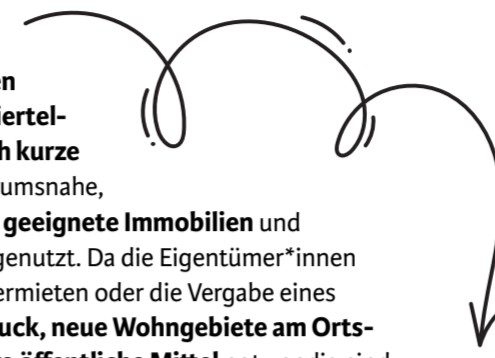 en
iertel-
h kurze
umsnahe,
geeignete Immobilien und
genutzt. Da die Eigentümer*innen
ermieten oder die Vergabe eines
uck, neue Wohngebiete am Orts-
öffentliche Mittel